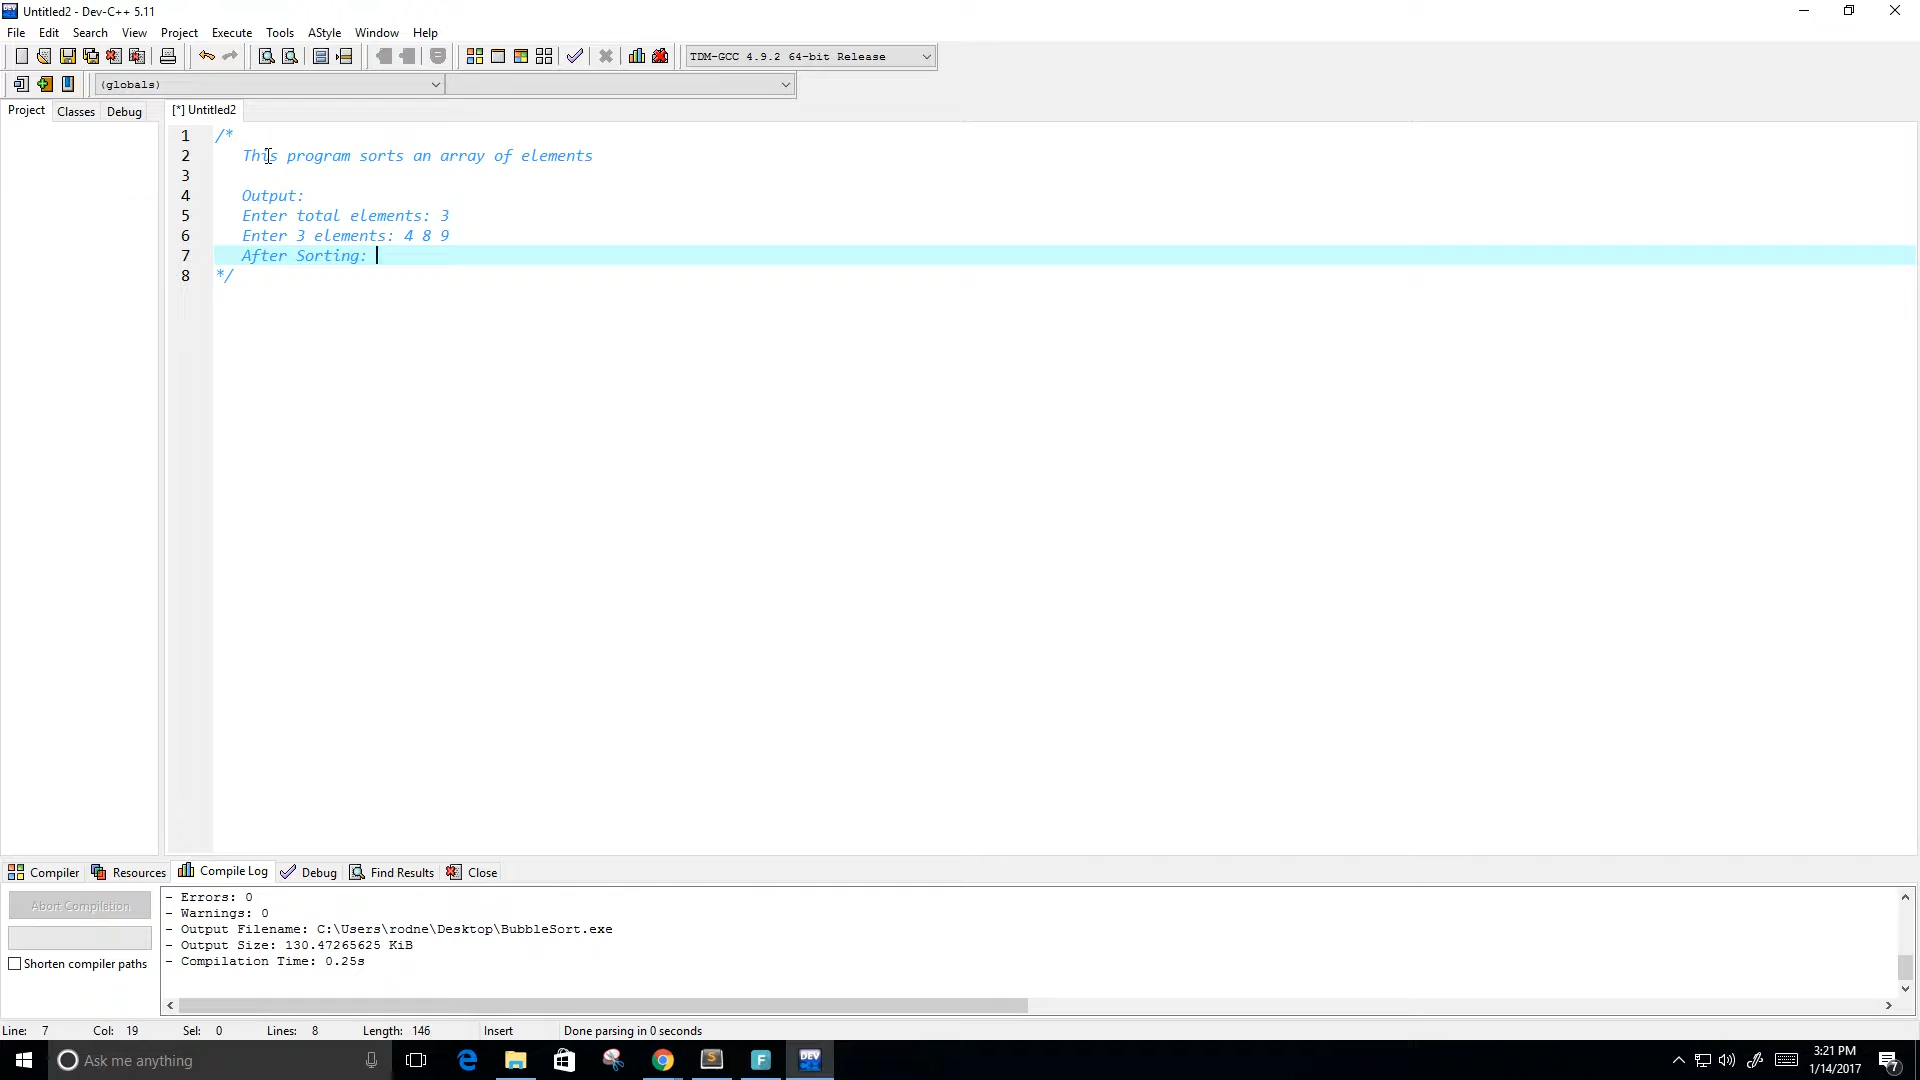 Untitled2 - Dev-C++ 5.11
File Edit Search View Project Execute Tools AStyle Window Help
TDM-GCC 4.9.2 64-bit Release
(globals)
Project Classes Debug [*] Untitled2
1 /*
2 This program sorts an array of elements
3
4 Output:
5 Enter total elements: 3
6 Enter 3 elements: 4 8 9
7 After Sorting:
8 */
Compiler Resources Compile Log Debug Find Results Close
Abort Compilation
Shorten compiler paths
- Errors: 0
- Warnings: 0
- Output Filename: C:\Users\rodne\Desktop\BubbleSort.exe
- Output Size: 130.47265625 KiB
- Compilation Time: 0.25s
Line: 7 Col: 19 Sel: 0 Lines: 8 Length: 146 Insert Done parsing in 0 seconds
Ask me anything
S
F
DEV
3:21 PM
1/14/2017
7